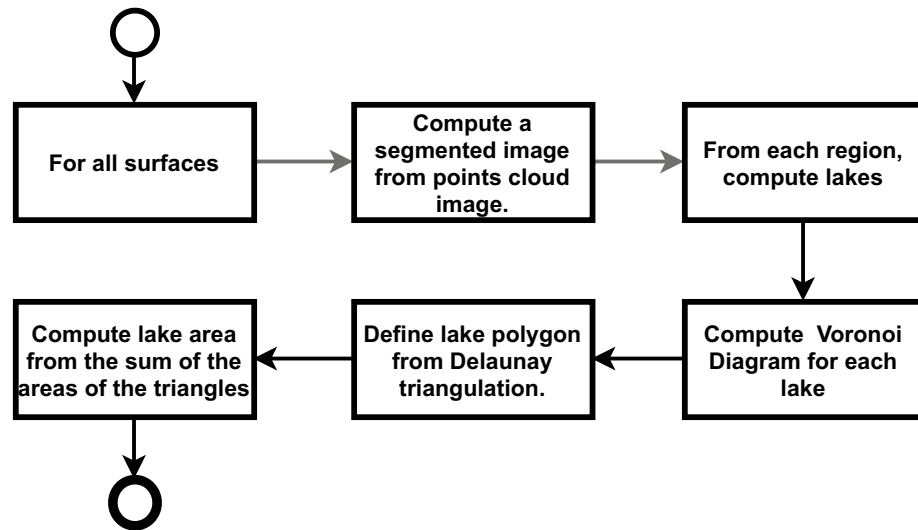 For all surfaces
Compute a
segmented image
from points cloud
image.
From each region,
compute lakes
Compute Voronoi
Diagram for each
lake
Define lake polygon
from Delaunay
triangulation.
Compute lake area
from the sum of the
areas of the triangles